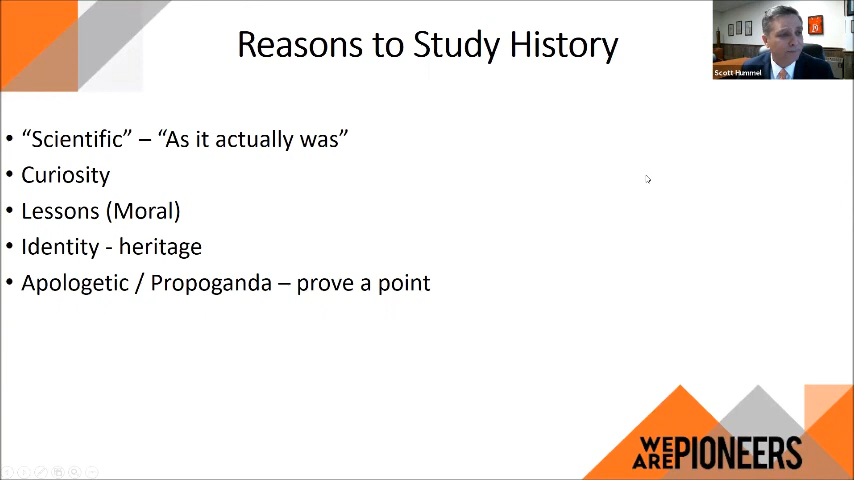 Reasons to Study History
Scott Hummel
• “Scientific” – “As it actually was”
• Curiosity
• Lessons (Moral)
• Identity - heritage
• Apologetic / Propoganda – prove a point
WE ARE PIONEERS